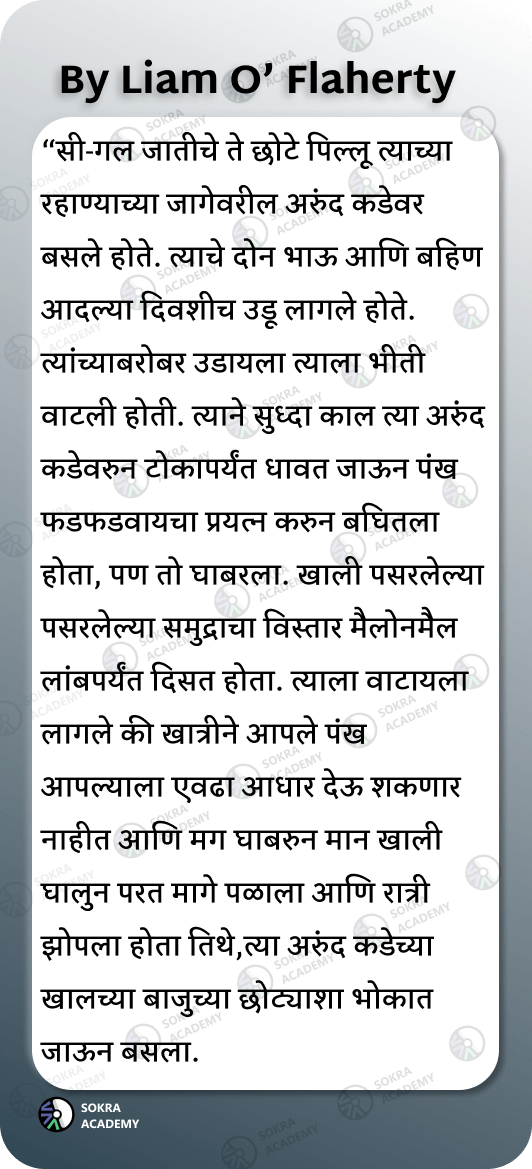 By Liam O’ Flaherty
“सी-गल जातीचे ते छोटे पिल्लू त्याच्या
रहाण्याच्या जागेवरील अरुंद कडेवर
बसले होते. त्याचे दोन भाऊ आणि बहिण
आदल्या दिवशीच उडू लागले होते.
त्यांच्याबरोबर उडायला त्याला भीती
वाटली होती. त्याने सुध्दा काल त्या अरुंद
कडेवरुन टोकापर्यंत धावत जाऊन पंख
फडफडवायचा प्रयत्न करुन बघितला
होता, पण तो घाबरला. खाली पसरलेल्या
पसरलेल्या समुद्राचा विस्तार मैलोनमैल
लांबपर्यंत दिसत होता. त्याला वाटायला
लागले की खात्रीने आपले पंख
आपल्याला एवढा आधार देऊ शकणार
नाहीत आणि मग घाबरुन मान खाली
घालुन परत मागे पळाला आणि रात्री
झोपला होता तिथे,त्या अरुंद कडेच्या
खालच्या बाजुच्या छोट्याशा भोकात
जाऊन बसला.
SOKRA
ACADEMY